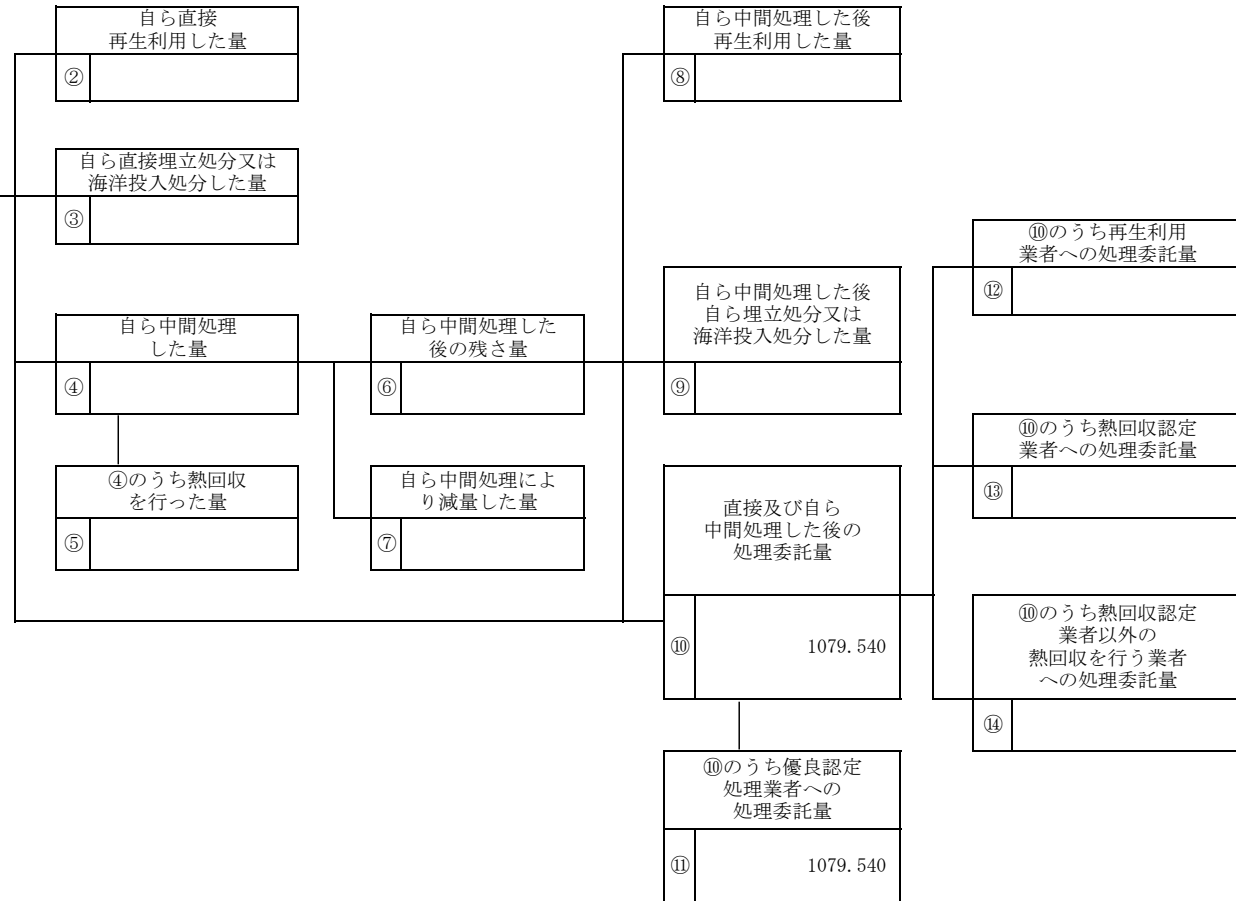 自ら直接
再生利用した量
②
自ら中間処理した後
再生利用した量
⑧
自ら直接埋立処分又は
海洋投入処分した量
③
⑩のうち再生利用
業者への処理委託量
⑫
自ら中間処理した後
自ら埋立処分又は
海洋投入処分した量
⑨
自ら中間処理
した量
④
自ら中間処理した
後の残さ量
⑥
⑩のうち熱回収認定
業者への処理委託量
⑬
④のうち熱回収
を行った量
⑤
自ら中間処理によ
り減量した量
⑦
直接及び自ら
中間処理した後の
処理委託量
⑩ 1079.540
⑩のうち熱回収認定
業者以外の
熱回収を行う業者
への処理委託量
⑭
⑩のうち優良認定
処理業者への
処理委託量
⑪ 1079.540